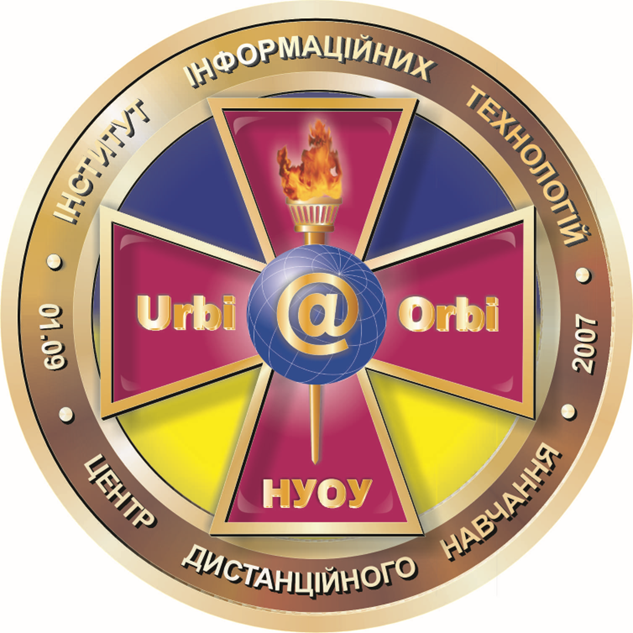 ІНСТИТУТ ІНФОРМАЦІЙНИХ ТЕХНОЛОГІЙ
Urbi @ Orbi
НУОУ
01.09
2007
ЦЕНТР ДИСТАНЦІЙНОГО НАВЧАННЯ